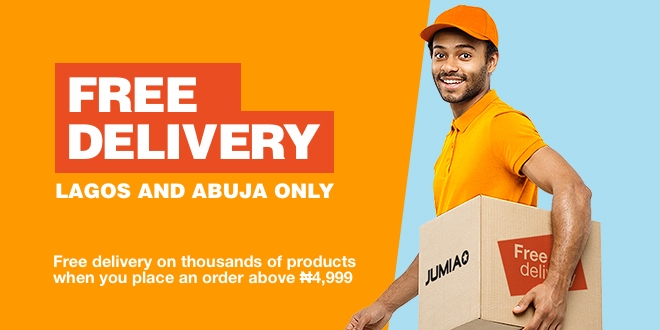 FREE
DELIVERY
LAGOS AND ABUJA ONLY
Free delivery on thousands of products
when you place an order above ₦4,999
JUMIA
Free
deliv